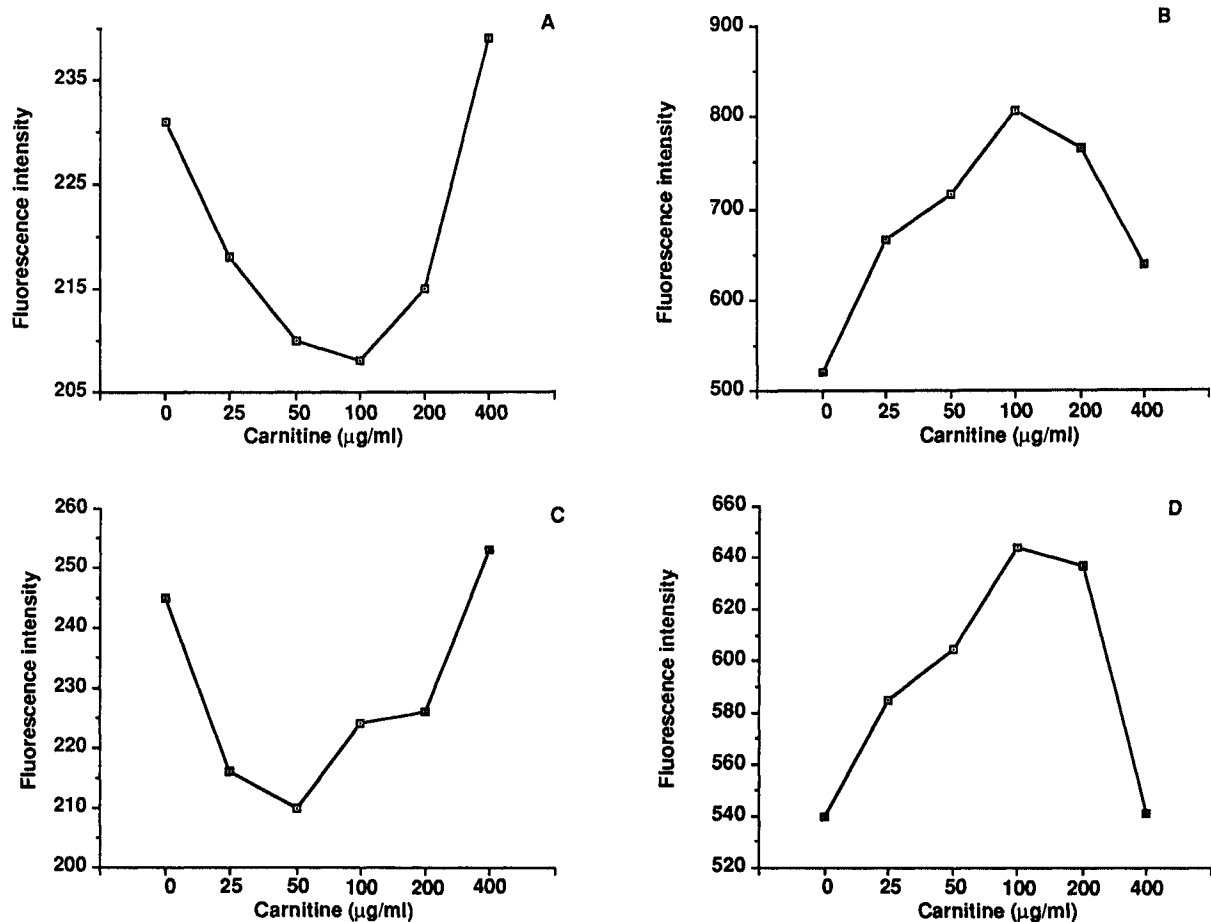 A
Fluorescence intensity
235
225
215
205
0 25 50 100 200 400
Carnitine (μg/ml)
B
Fluorescence intensity
900
800
700
600
500
0 25 50 100 200 400
Carnitine (μg/ml)
C
Fluorescence intensity
260
250
240
230
220
210
200
0 25 50 100 200 400
Carnitine (μg/ml)
D
Fluorescence intensity
660
640
620
600
580
560
540
520
0 25 50 100 200 400
Carnitine (μg/ml)